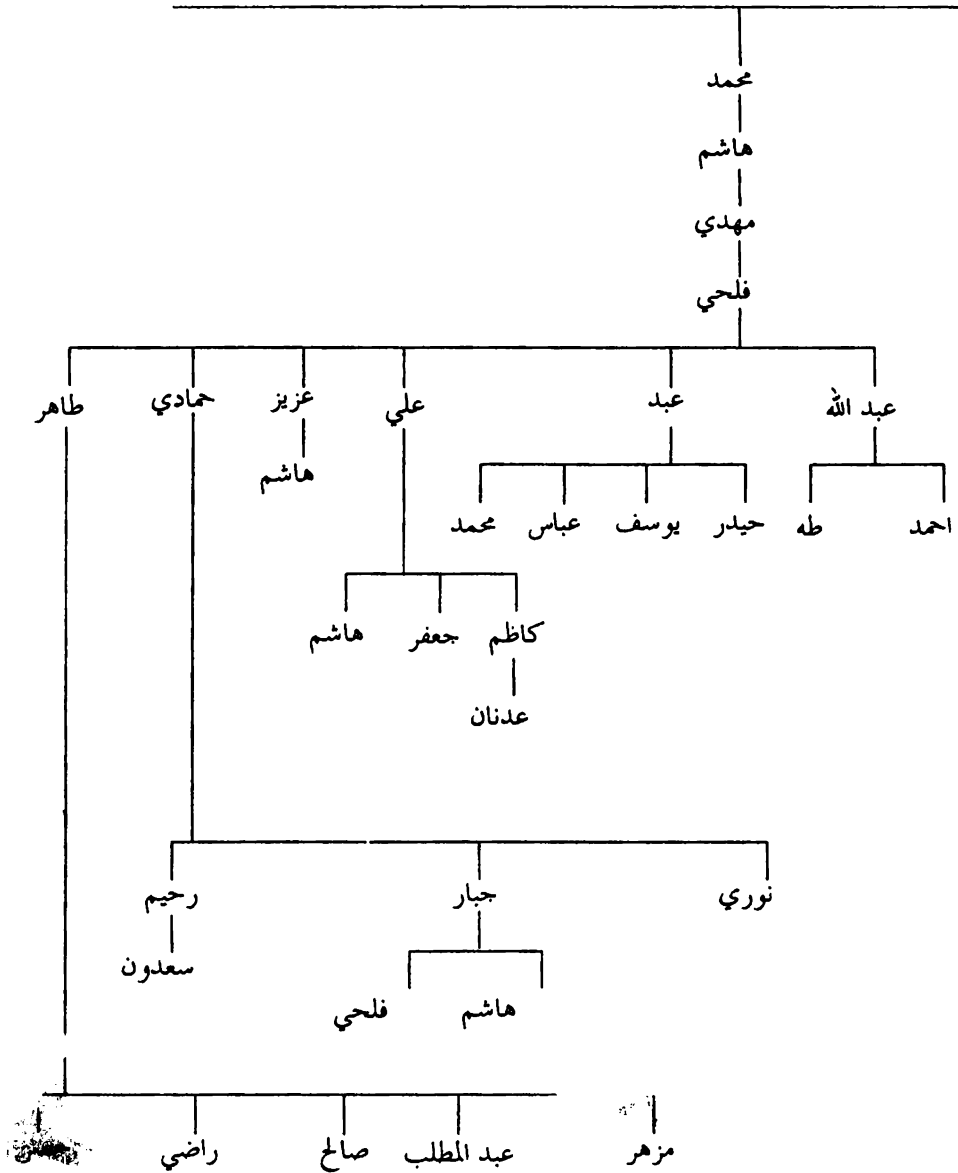 محمد
هاشم
مهدي
فلحي
عبد الله عبد علي عزيز حمادي طاهر
هاشم
احمد طه حيدر يوسف عباس محمد
كاظم جعفر هاشم
عدنان
نوري جبار رحيم
سعدون
هاشم فلحي
مزهر عبد المطلب صالح راضي